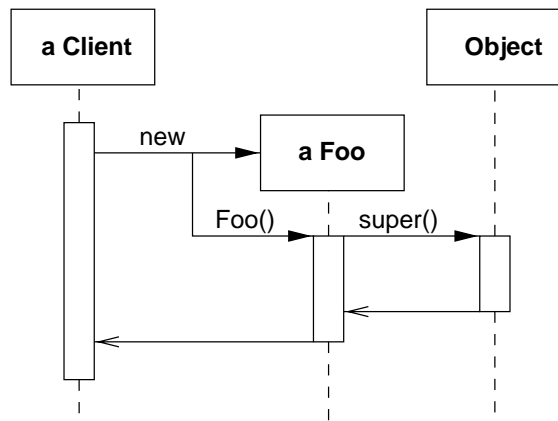 a Client
Object
new
a Foo
Foo()
super()